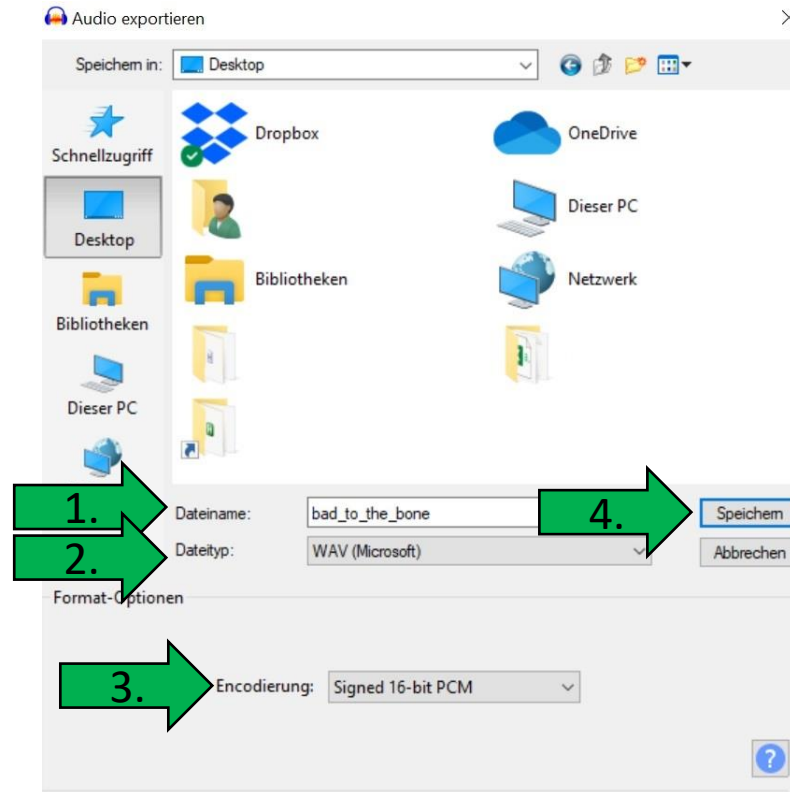 Audio exportieren
Speichern in: Desktop
Schnellzugriff
Desktop
Bibliotheken
Dieser PC
Dropbox
OneDrive
Dieser PC
Bibliotheken
Netzwerk
1. Dateiname: bad_to_the_bone
4. Speichern
2. Dateityp: WAV (Microsoft)
Abbrechen
Format-Optionen
3. Encodierung: Signed 16-bit PCM
?